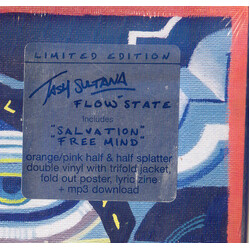 LIMITED EDITION
TASH SULTANA
"FLOW STATE"
Includes
"SALVATION"
"FREE MIND"
orange/pink half & half splatter
double vinyl with trifold jacket,
fold out poster, lyric zine
+ mp3 download